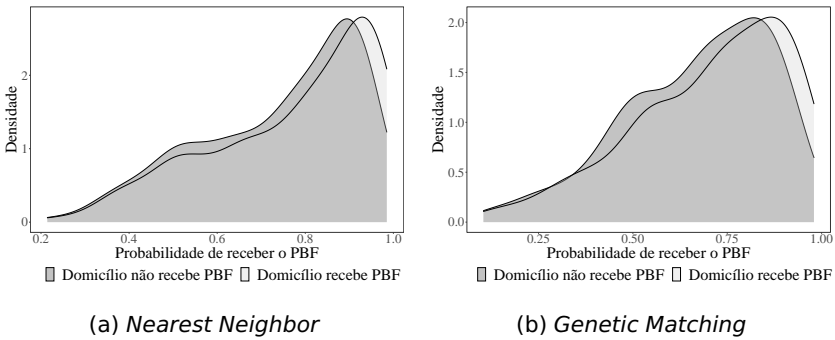 Densidade
2
1
0
0.2 0.4 0.6 0.8 1.0
Probabilidade de receber o PBF
Domicílio não recebe PBF Domicílio recebe PBF
(a) Nearest Neighbor
Densidade
2.0
1.5
1.0
0.5
0.0
0.25 0.50 0.75 1.00
Probabilidade de receber o PBF
Domicílio não recebe PBF Domicílio recebe PBF
(b) Genetic Matching